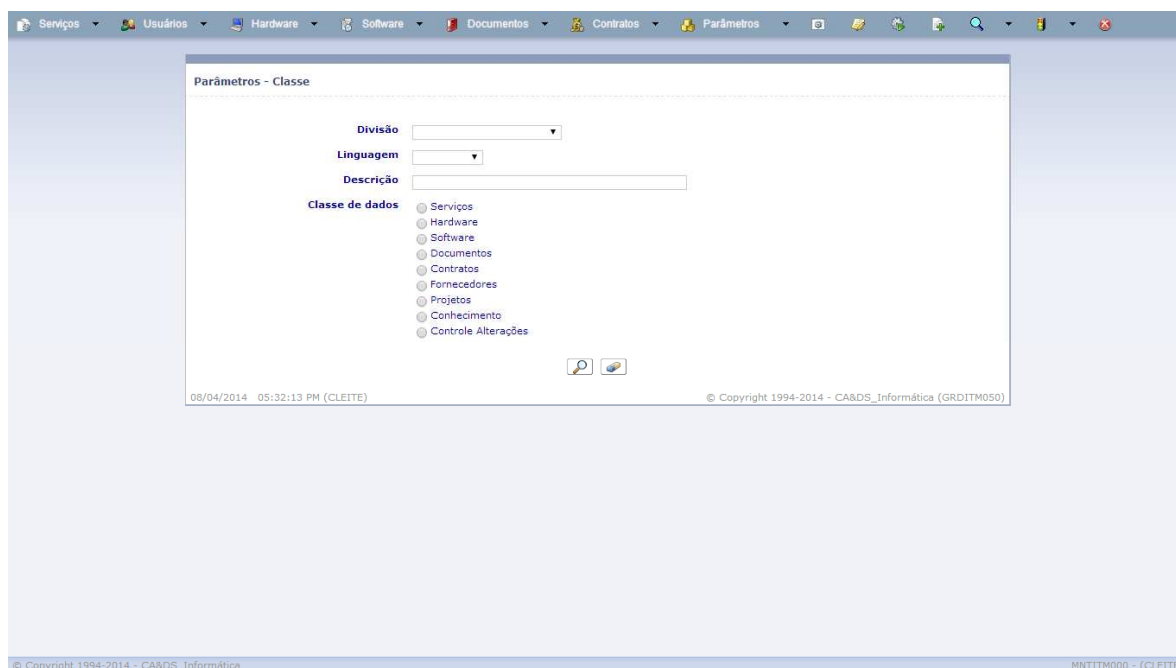 Serviços Usuários Hardware Software Documentos Contratos Parâmetros
Parâmetros - Classe
Divisão
Linguagem
Descrição
Classe de dados
Serviços
Hardware
Software
Documentos
Contratos
Fornecedores
Projetos
Conhecimento
Controle Alterações
08/04/2014 05:32:13 PM (CLEITE) © Copyright 1994-2014 - CA&DS_Informática (GRDITM050)
© Copyright 1994-2014 - CA&DS_Informática MNTITM000 - (CLEITE